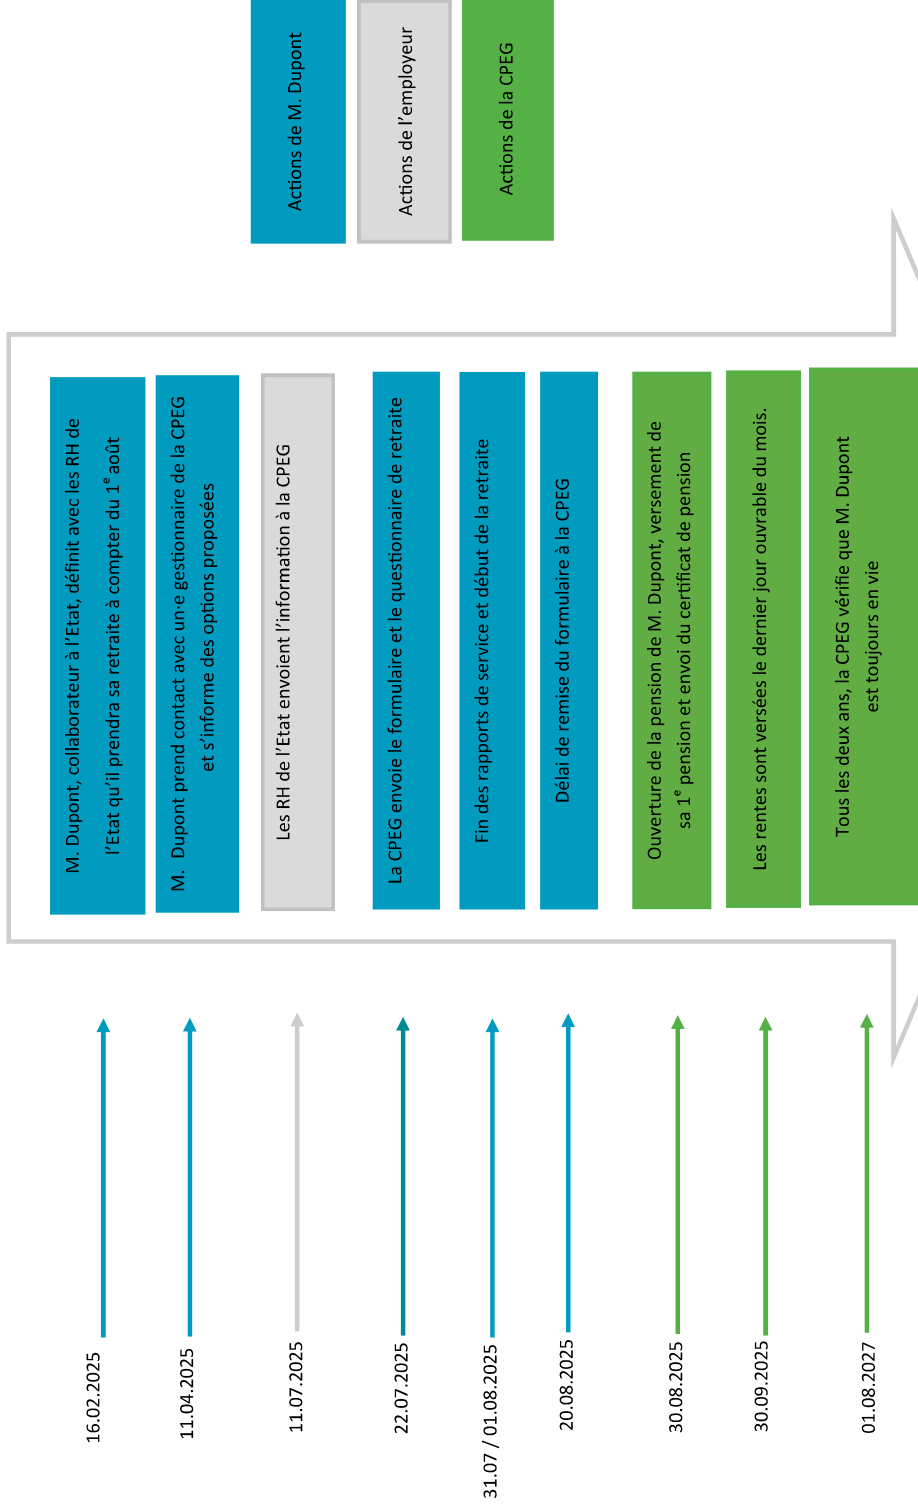 16.02.2025
M. Dupont, collaborateur à l'Etat, définit avec les RH de
l'Etat qu'il prendra sa retraite à compter du 1e août
11.04.2025
M.  Dupont prend contact avec un·e gestionnaire de la CPEG
et s'informe des options proposées
11.07.2025
Les RH de l'Etat envoient l'information à la CPEG
22.07.2025
La CPEG envoie le formulaire et le questionnaire de retraite
31.07 / 01.08.2025
Fin des rapports de service et début de la retraite
20.08.2025
Délai de remise du formulaire à la CPEG
30.08.2025
Ouverture de la pension de M. Dupont, versement de
sa 1e pension et envoi du certificat de pension
30.09.2025
Les rentes sont versées le dernier jour ouvrable du mois.
01.08.2027
Tous les deux ans, la CPEG vérifie que M. Dupont
est toujours en vie
Actions de M. Dupont
Actions de l'employeur
Actions de la CPEG